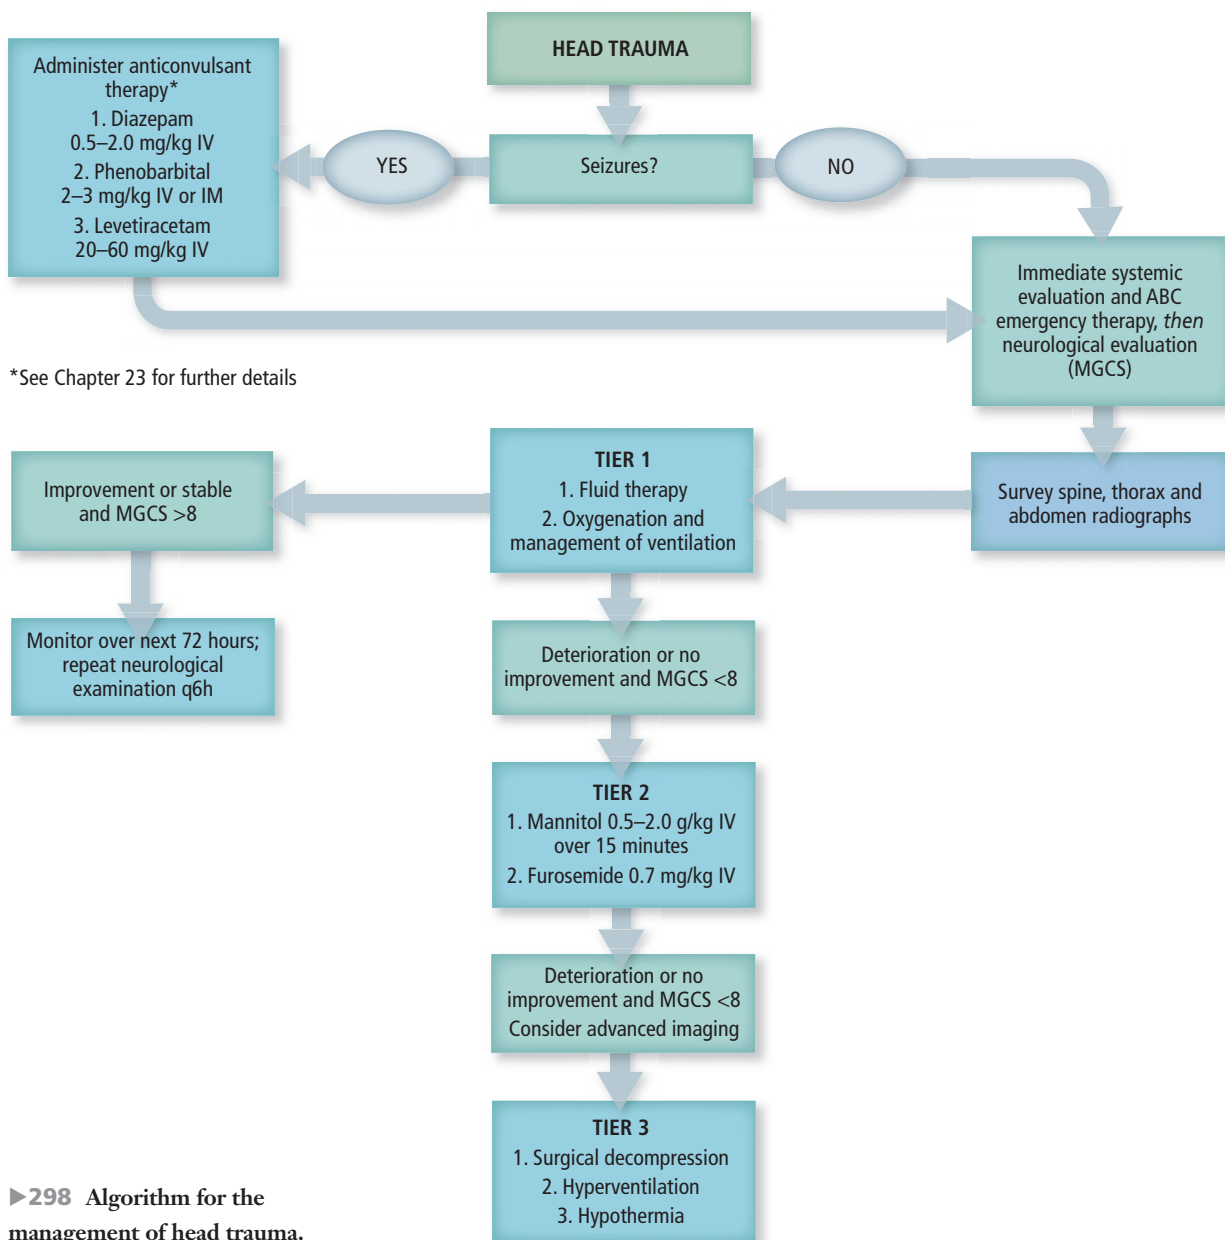 HEAD TRAUMA
Administer anticonvulsant
therapy*
1. Diazepam
0.5–2.0 mg/kg IV
2. Phenobarbital
2–3 mg/kg IV or IM
3. Levetiracetam
20–60 mg/kg IV
YES
Seizures?
NO
Immediate systemic
evaluation and ABC
emergency therapy, then
neurological evaluation
(MGCS)
*See Chapter 23 for further details
Improvement or stable
and MGCS >8
TIER 1
1. Fluid therapy
2. Oxygenation and
management of ventilation
Survey spine, thorax and
abdomen radiographs
Monitor over next 72 hours;
repeat neurological
examination q6h
Deterioration or no
improvement and MGCS <8
TIER 2
1. Mannitol 0.5–2.0 g/kg IV
over 15 minutes
2. Furosemide 0.7 mg/kg IV
Deterioration or no
improvement and MGCS <8
Consider advanced imaging
TIER 3
1. Surgical decompression
2. Hyperventilation
3. Hypothermia
▶298 Algorithm for the
management of head trauma.